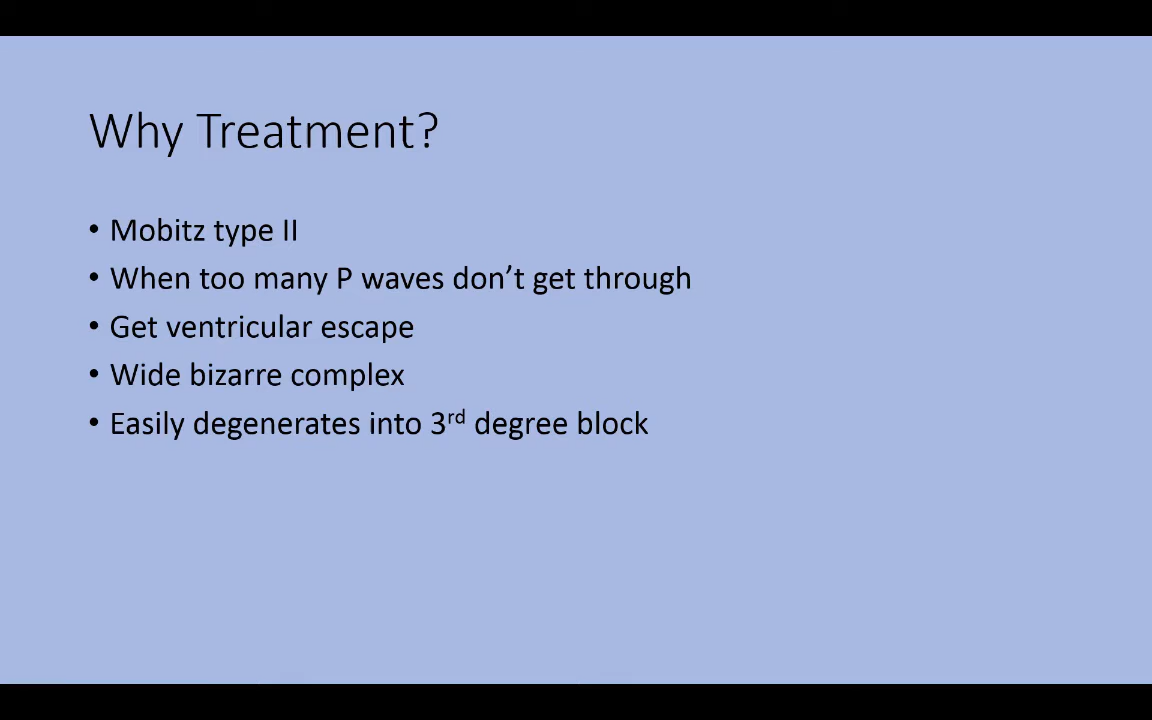 Why Treatment?
• Mobitz type II
• When too many P waves don’t get through
• Get ventricular escape
• Wide bizarre complex
• Easily degenerates into 3rd degree block